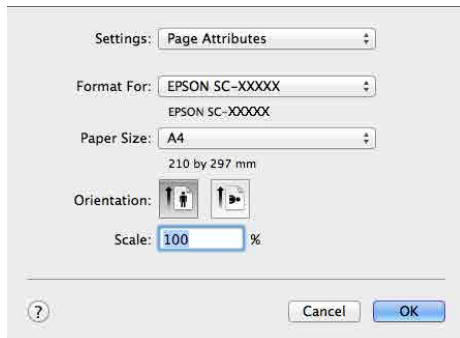 Settings: Page Attributes
Format For: EPSON SC-XXXXX
EPSON SC-XXXXX
Paper Size: A4
210 by 297 mm
Orientation:
Scale: 100 %
? Cancel OK